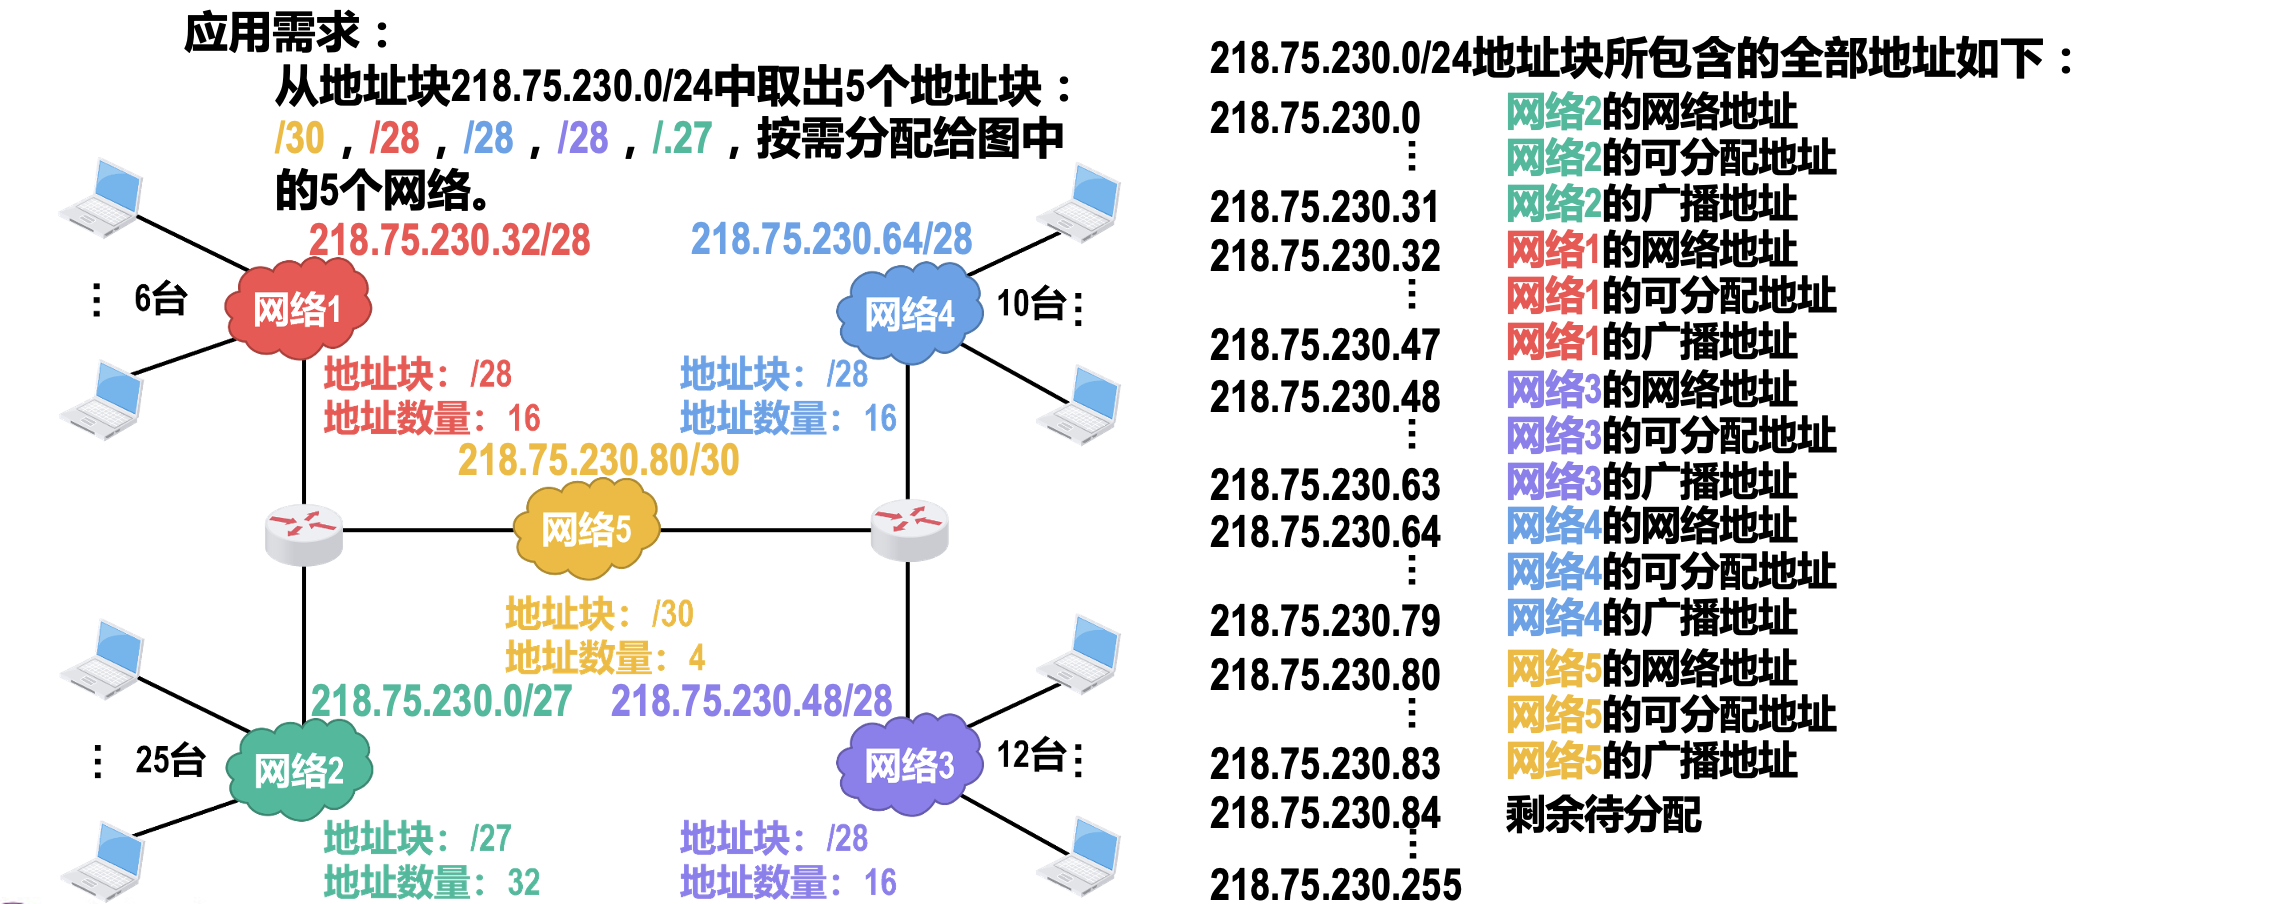 应用需求：
从地址块218.75.230.0/24中取出5个地址块：
/30，/28，/28，/28，/.27，按需分配给图中
的5个网络。
218.75.230.32/28
218.75.230.64/28
网络1
6台
网络4
10台
地址块：/28
地址数量：16
地址块：/28
地址数量：16
218.75.230.80/30
网络5
地址块：/30
地址数量：4
218.75.230.0/27
218.75.230.48/28
网络2
25台
网络3
12台
地址块：/27
地址数量：32
地址块：/28
地址数量：16
218.75.230.0/24地址块所包含的全部地址如下：
218.75.230.0 网络2的网络地址
⋮ 网络2的可分配地址
218.75.230.31 网络2的广播地址
218.75.230.32 网络1的网络地址
⋮ 网络1的可分配地址
218.75.230.47 网络1的广播地址
218.75.230.48 网络3的网络地址
⋮ 网络3的可分配地址
218.75.230.63 网络3的广播地址
218.75.230.64 网络4的网络地址
⋮ 网络4的可分配地址
218.75.230.79 网络4的广播地址
218.75.230.80 网络5的网络地址
⋮ 网络5的可分配地址
218.75.230.83 网络5的广播地址
218.75.230.84 剩余待分配
⋮
218.75.230.255